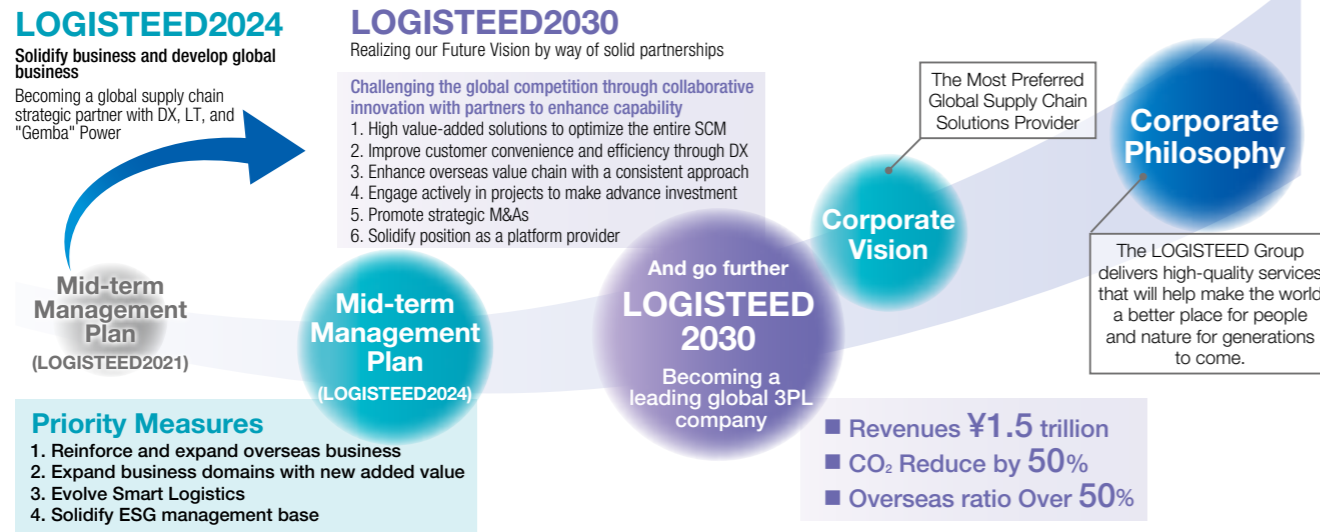 LOGISTEED2024
Solidify business and develop global
business
Becoming a global supply chain
strategic partner with DX, LT, and
"Gemba" Power
LOGISTEED2030
Realizing our Future Vision by way of solid partnerships
Challenging the global competition through collaborative
innovation with partners to enhance capability
1. High value-added solutions to optimize the entire SCM
2. Improve customer convenience and efficiency through DX
3. Enhance overseas value chain with a consistent approach
4. Engage actively in projects to make advance investment
5. Promote strategic M&As
6. Solidify position as a platform provider
The Most Preferred
Global Supply Chain
Solutions Provider
Corporate
Philosophy
Corporate
Vision
The LOGISTEED Group
delivers high-quality services
that will help make the world
a better place for people
and nature for generations
to come.
Mid-term
Management
Plan
(LOGISTEED2021)
Mid-term
Management
Plan
(LOGISTEED2024)
And go further
LOGISTEED
2030
Becoming a
leading global 3PL
company
Priority Measures
1. Reinforce and expand overseas business
2. Expand business domains with new added value
3. Evolve Smart Logistics
4. Solidify ESG management base
■ Revenues ¥1.5 trillion
■ CO₂ Reduce by 50%
■ Overseas ratio Over 50%